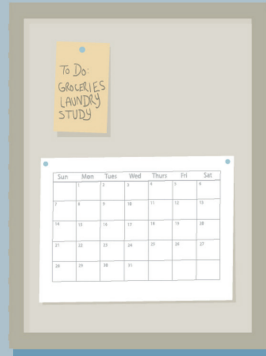 To Do:
GROCERIES
LAUNDRY
STUDY
Sun Mon Tues Wed Thurs Fri Sat
1 2 3 4 5 6
7 8 9 10 11 12 13
14 15 16 17 18 19 20
21 22 23 24 25 26 27
28 29 30 31